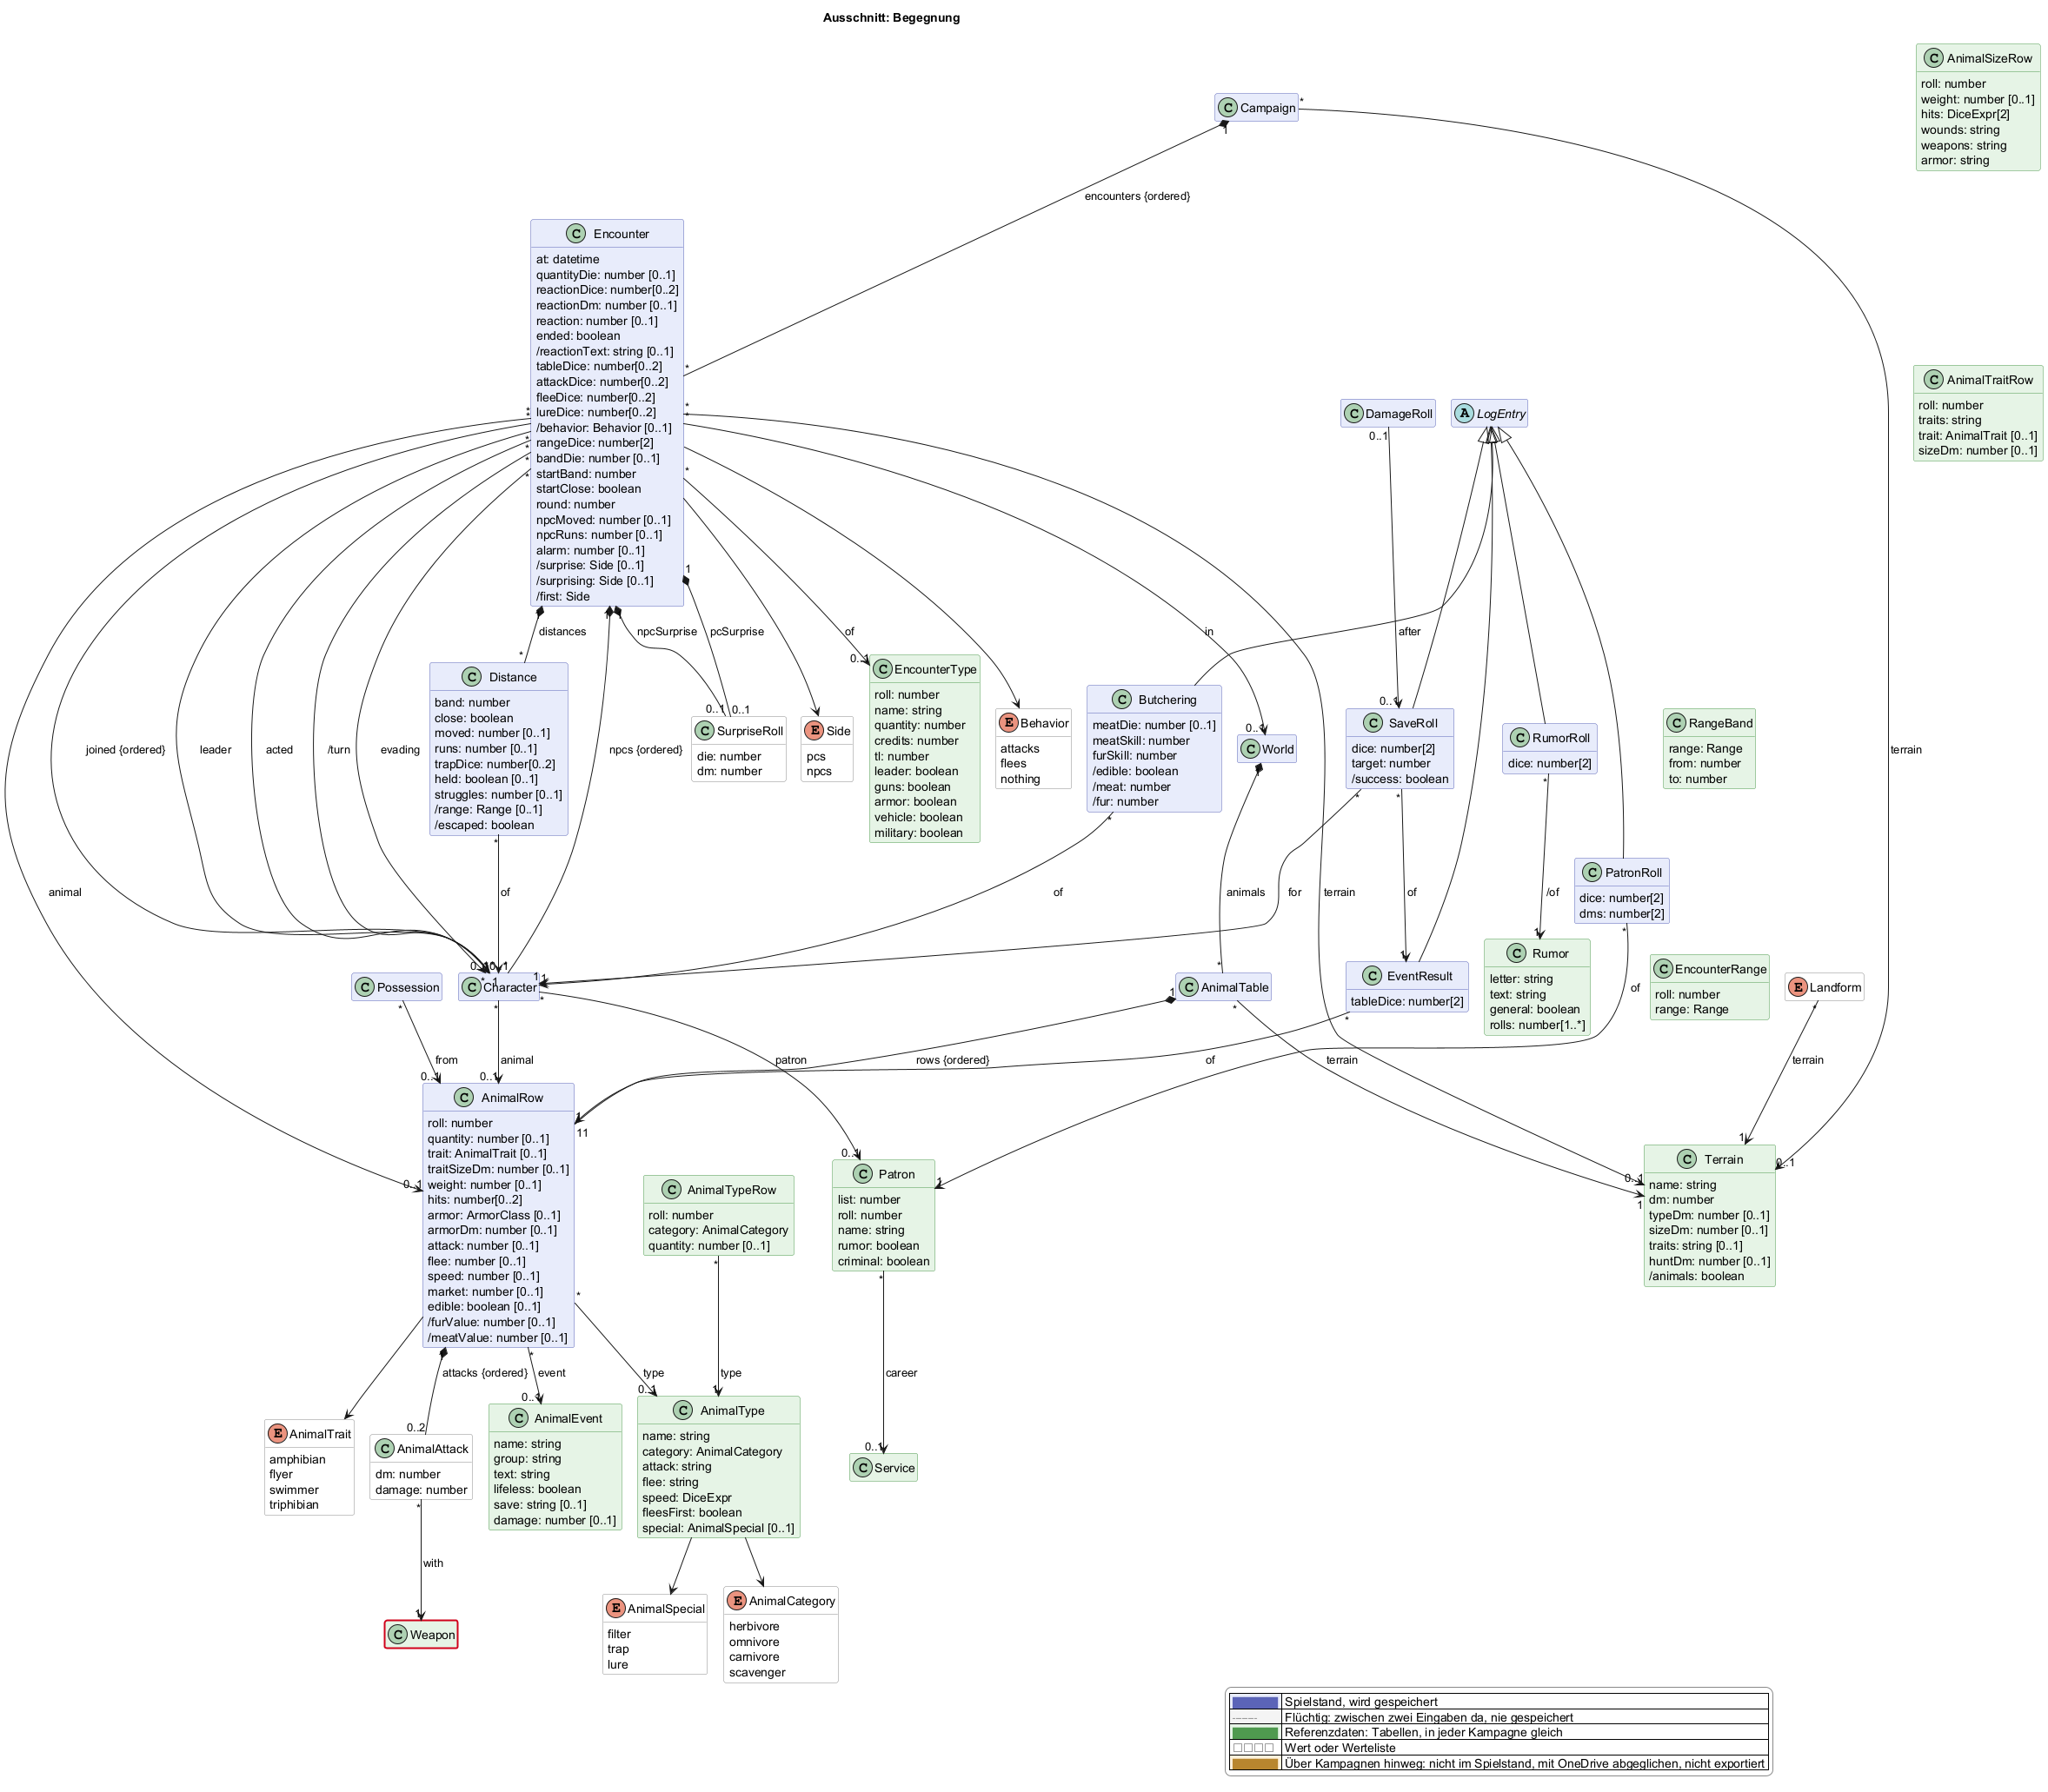 Ausschnitt: Begegnung
C AnimalSizeRow
roll: number
weight: number [0..1]
hits: DiceExpr[2]
wounds: string
weapons: string
armor: string
C Campaign
*
1
encounters {ordered}
C Encounter
at: datetime
quantityDie: number [0..1]
reactionDice: number[0..2]
reactionDm: number [0..1]
reaction: number [0..1]
ended: boolean
/reactionText: string [0..1]
tableDice: number[0..2]
attackDice: number[0..2]
fleeDice: number[0..2]
lureDice: number[0..2]
/behavior: Behavior [0..1]
rangeDice: number[2]
bandDie: number [0..1]
startBand: number
startClose: boolean
round: number
npcMoved: number [0..1]
npcRuns: number [0..1]
alarm: number [0..1]
/surprise: Side [0..1]
/surprising: Side [0..1]
/first: Side
C AnimalTraitRow
roll: number
traits: string
trait: AnimalTrait [0..1]
sizeDm: number [0..1]
C DamageRoll
0..1
A LogEntry
distances
npcSurprise
pcSurprise
of
in
after
C Distance
band: number
close: boolean
moved: number [0..1]
runs: number [0..1]
trapDice: number[0..2]
held: boolean [0..1]
struggles: number [0..1]
/range: Range [0..1]
/escaped: boolean
0..1
0..1
C SurpriseRoll
die: number
dm: number
E Side
pcs
npcs
0..1
C EncounterType
roll: number
name: string
quantity: number
credits: number
tl: number
leader: boolean
guns: boolean
armor: boolean
vehicle: boolean
military: boolean
E Behavior
attacks
flees
nothing
C Butchering
meatDie: number [0..1]
meatSkill: number
furSkill: number
/edible: boolean
/meat: number
/fur: number
C World
0..1
C SaveRoll
dice: number[2]
target: number
/success: boolean
C RumorRoll
dice: number[2]
C RangeBand
range: Range
from: number
to: number
joined {ordered}
leader
acted
/turn
evading
npcs {ordered}
terrain
animal
of
of
animals
for
of
/of
terrain
C PatronRoll
dice: number[2]
dms: number[2]
C Possession
C Character
C AnimalTable
C EventResult
tableDice: number[2]
C Rumor
letter: string
text: string
general: boolean
rolls: number[1..*]
C EncounterRange
roll: number
range: Range
E Landform
of
from
animal
patron
rows {ordered}
of
terrain
terrain
C AnimalRow
roll: number
quantity: number [0..1]
trait: AnimalTrait [0..1]
traitSizeDm: number [0..1]
weight: number [0..1]
hits: number[0..2]
armor: ArmorClass [0..1]
armorDm: number [0..1]
attack: number [0..1]
flee: number [0..1]
speed: number [0..1]
market: number [0..1]
edible: boolean [0..1]
/furValue: number [0..1]
/meatValue: number [0..1]
11
C AnimalTypeRow
roll: number
category: AnimalCategory
quantity: number [0..1]
C Patron
list: number
roll: number
name: string
rumor: boolean
criminal: boolean
C Terrain
name: string
dm: number
typeDm: number [0..1]
sizeDm: number [0..1]
traits: string [0..1]
huntDm: number [0..1]
/animals: boolean
attacks {ordered}
event
type
type
career
E AnimalTrait
amphibian
flyer
swimmer
triphibian
0..2
C AnimalAttack
dm: number
damage: number
C AnimalEvent
name: string
group: string
text: string
lifeless: boolean
save: string [0..1]
damage: number [0..1]
C AnimalType
name: string
category: AnimalCategory
attack: string
flee: string
speed: DiceExpr
fleesFirst: boolean
special: AnimalSpecial [0..1]
0..1
C Service
with
C Weapon
E AnimalSpecial
filter
trap
lure
E AnimalCategory
herbivore
omnivore
carnivore
scavenger
Spielstand, wird gespeichert
Flüchtig: zwischen zwei Eingaben da, nie gespeichert
Referenzdaten: Tabellen, in jeder Kampagne gleich
Wert oder Werteliste
Über Kampagnen hinweg: nicht im Spielstand, mit OneDrive abgeglichen, nicht exportiert